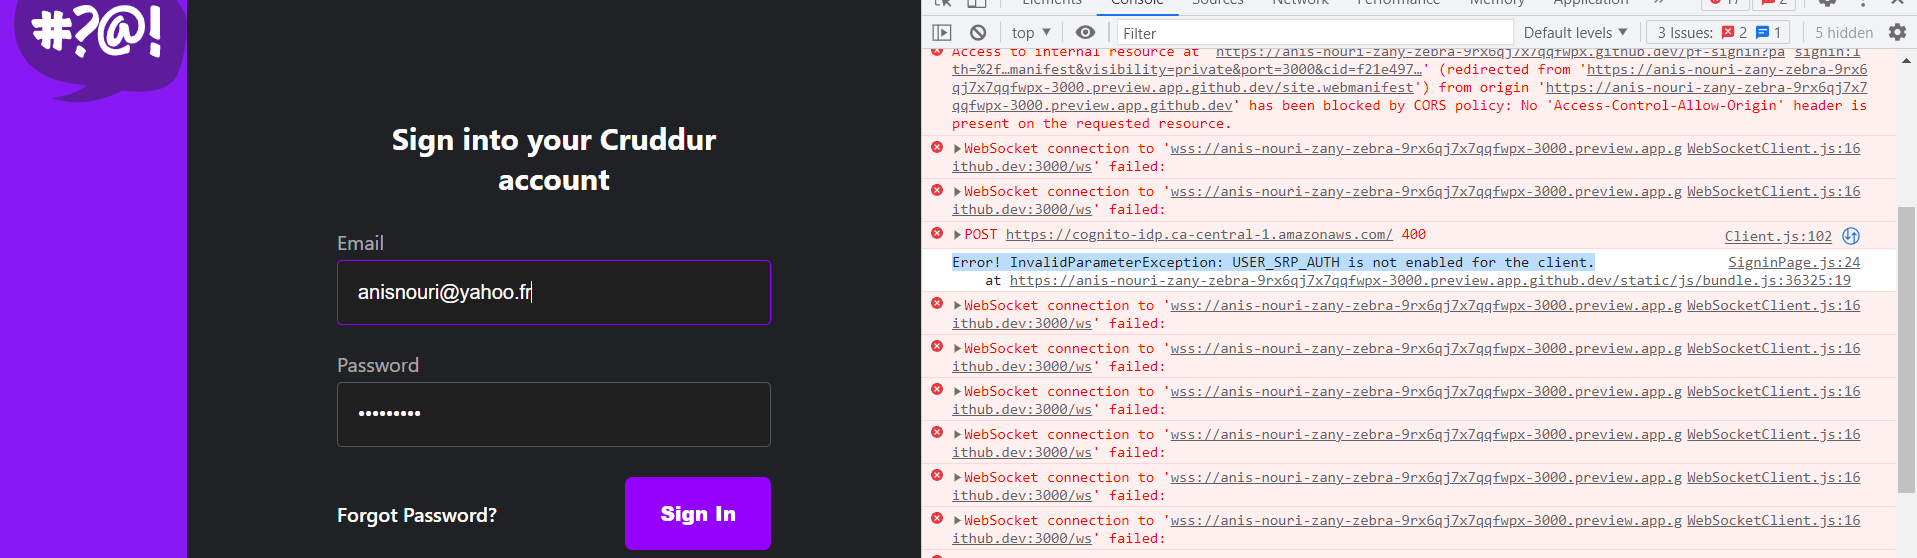 #?@!
Sign into your Cruddur
account
Email
anisnouri@yahoo.fr
Password
•••••••••
Forgot Password?
Sign In
Elements Console Sources Network Performance Memory Application » 17 2
top ▼ Filter Default levels ▼ 3 Issues: 2 1 5 hidden
Access to internal resource at 'https://anis-nouri-zany-zebra-9rx6qj7x7qqfwpx.github.dev/pf-signin?pa signin:1
th=%2f…manifest&visibility=private&port=3000&cid=f21e497…' (redirected from 'https://anis-nouri-zany-zebra-9rx6
qj7x7qqfwpx-3000.preview.app.github.dev/site.webmanifest') from origin 'https://anis-nouri-zany-zebra-9rx6qj7x7
qqfwpx-3000.preview.app.github.dev' has been blocked by CORS policy: No 'Access-Control-Allow-Origin' header is
present on the requested resource.
▶WebSocket connection to 'wss://anis-nouri-zany-zebra-9rx6qj7x7qqfwpx-3000.preview.app.g WebSocketClient.js:16
ithub.dev:3000/ws' failed:
▶WebSocket connection to 'wss://anis-nouri-zany-zebra-9rx6qj7x7qqfwpx-3000.preview.app.g WebSocketClient.js:16
ithub.dev:3000/ws' failed:
▶POST https://cognito-idp.ca-central-1.amazonaws.com/ 400 Client.js:102
Error! InvalidParameterException: USER_SRP_AUTH is not enabled for the client. SigninPage.js:24
at https://anis-nouri-zany-zebra-9rx6qj7x7qqfwpx-3000.preview.app.github.dev/static/js/bundle.js:36325:19
▶WebSocket connection to 'wss://anis-nouri-zany-zebra-9rx6qj7x7qqfwpx-3000.preview.app.g WebSocketClient.js:16
ithub.dev:3000/ws' failed:
▶WebSocket connection to 'wss://anis-nouri-zany-zebra-9rx6qj7x7qqfwpx-3000.preview.app.g WebSocketClient.js:16
ithub.dev:3000/ws' failed:
▶WebSocket connection to 'wss://anis-nouri-zany-zebra-9rx6qj7x7qqfwpx-3000.preview.app.g WebSocketClient.js:16
ithub.dev:3000/ws' failed:
▶WebSocket connection to 'wss://anis-nouri-zany-zebra-9rx6qj7x7qqfwpx-3000.preview.app.g WebSocketClient.js:16
ithub.dev:3000/ws' failed:
▶WebSocket connection to 'wss://anis-nouri-zany-zebra-9rx6qj7x7qqfwpx-3000.preview.app.g WebSocketClient.js:16
ithub.dev:3000/ws' failed:
▶WebSocket connection to 'wss://anis-nouri-zany-zebra-9rx6qj7x7qqfwpx-3000.preview.app.g WebSocketClient.js:16
ithub.dev:3000/ws' failed: